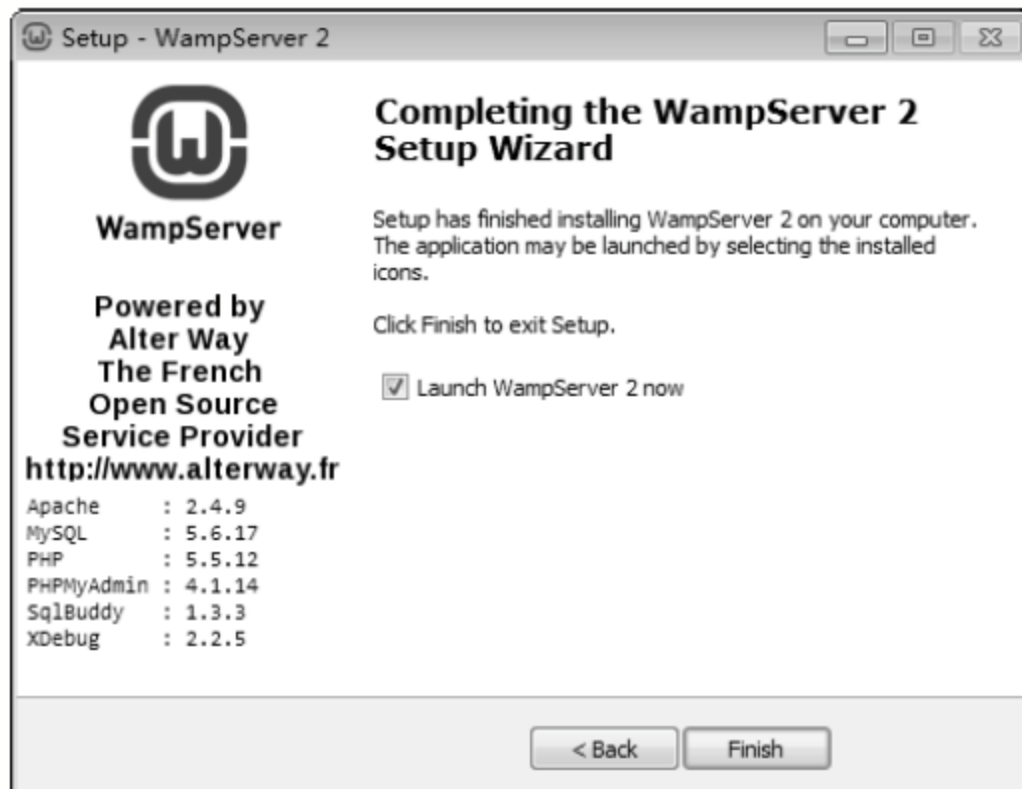 Setup - WampServer 2
WampServer
Powered by
Alter Way
The French
Open Source
Service Provider
http://www.alterway.fr
Apache : 2.4.9
MySQL : 5.6.17
PHP : 5.5.12
PHPMyAdmin : 4.1.14
SqlBuddy : 1.3.3
XDebug : 2.2.5
Completing the WampServer 2
Setup Wizard
Setup has finished installing WampServer 2 on your computer.
The application may be launched by selecting the installed
icons.
Click Finish to exit Setup.
Launch WampServer 2 now
< Back
Finish